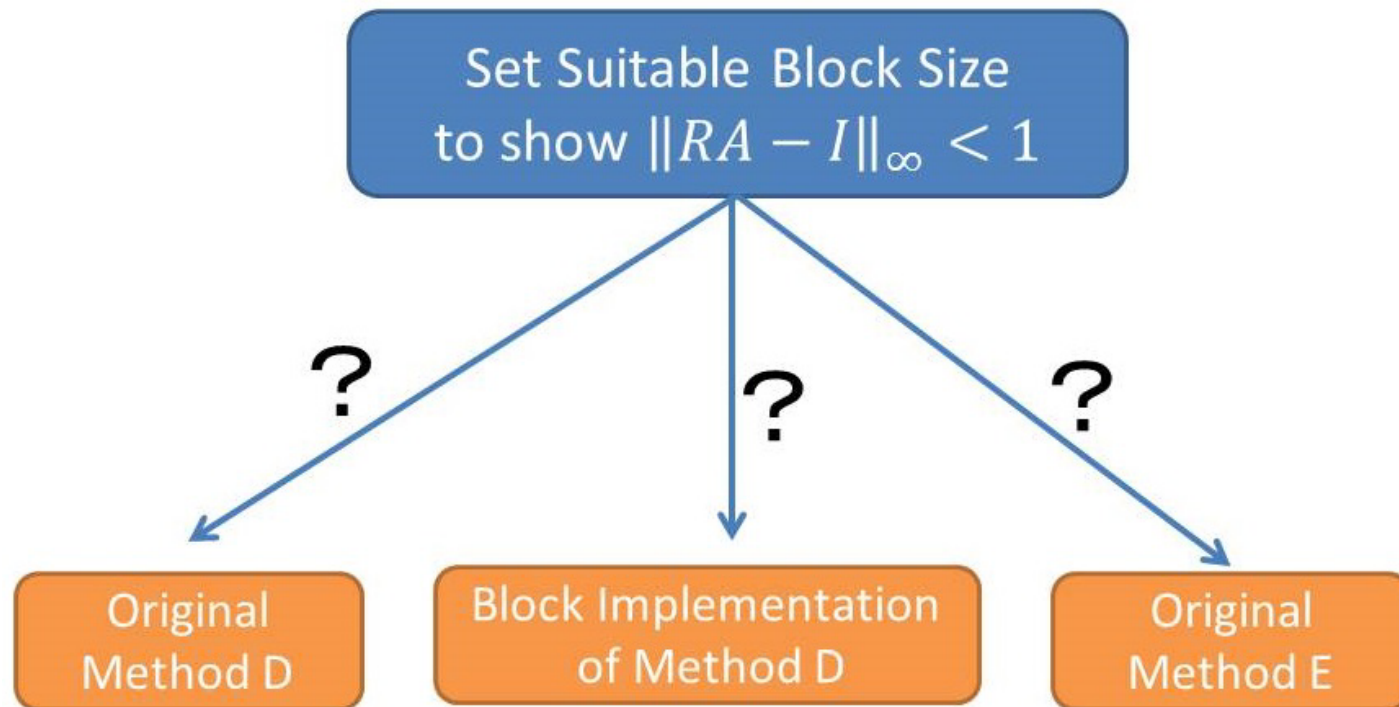 Set Suitable Block Size
to show ‖RA − I‖∞ < 1
?
?
?
Original
Method D
Block Implementation
of Method D
Original
Method E